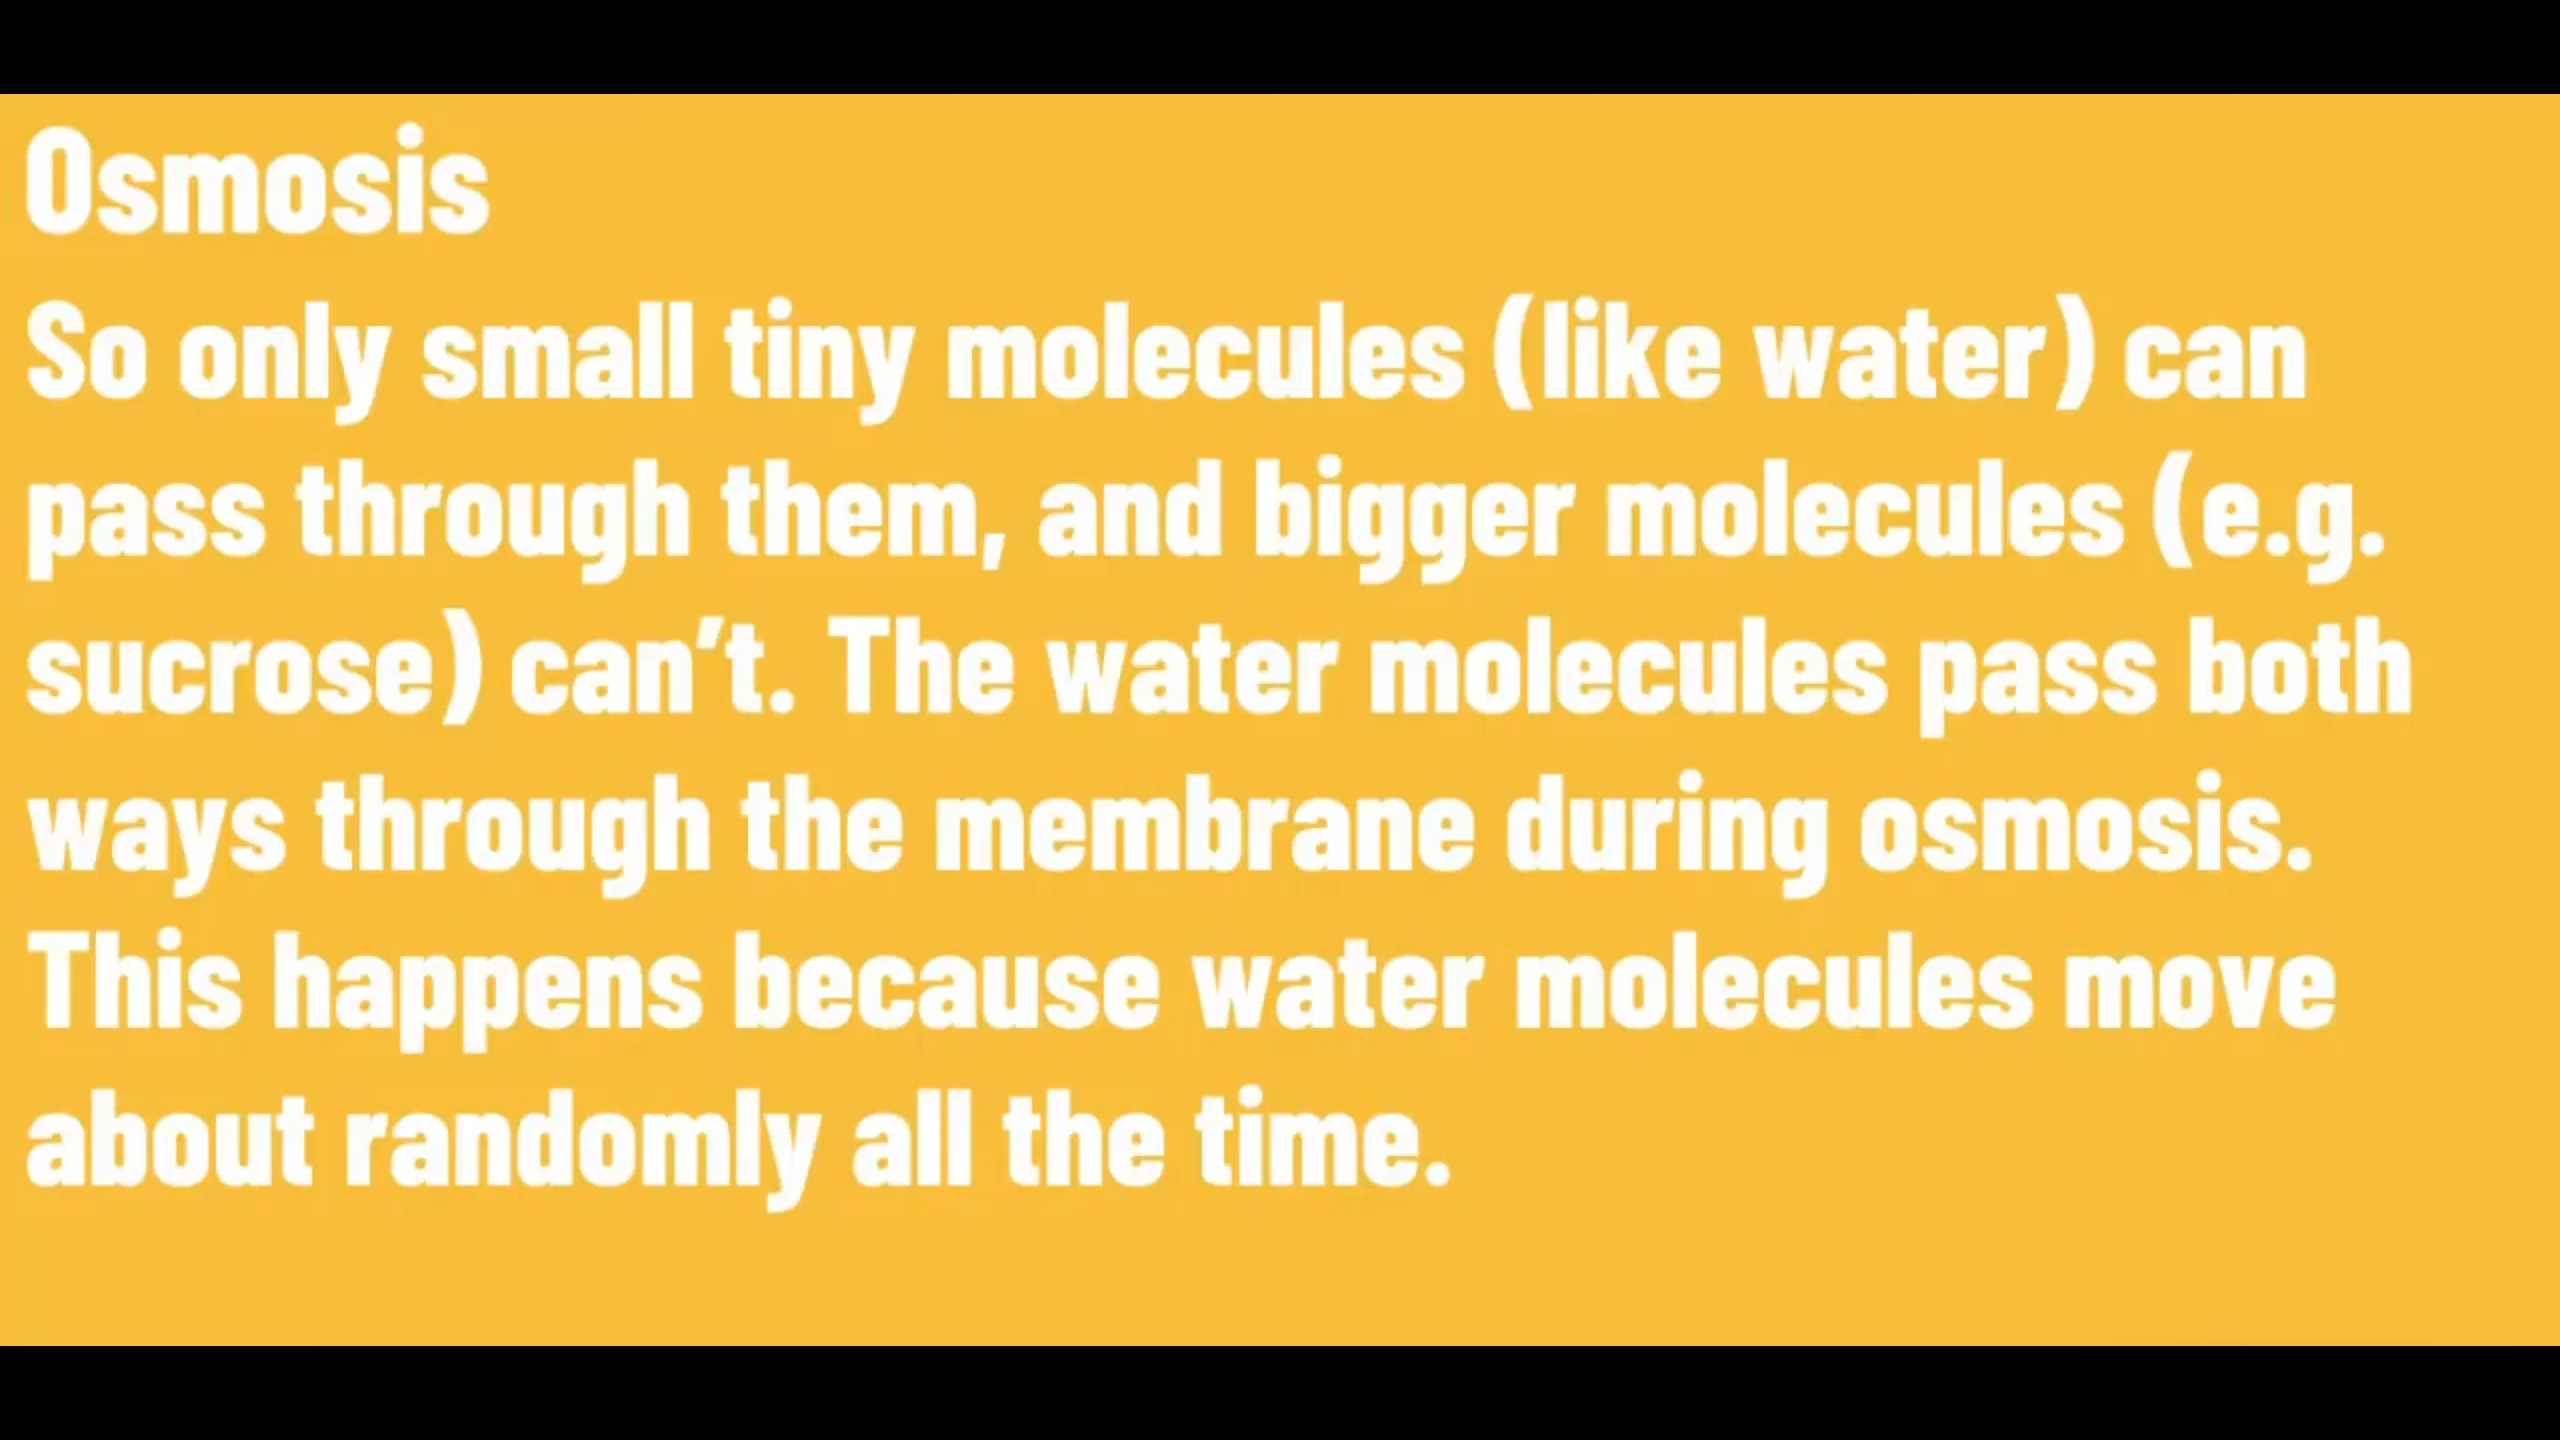 Osmosis
So only small tiny molecules (like water) can
pass through them, and bigger molecules (e.g.
sucrose) can’t. The water molecules pass both
ways through the membrane during osmosis.
This happens because water molecules move
about randomly all the time.